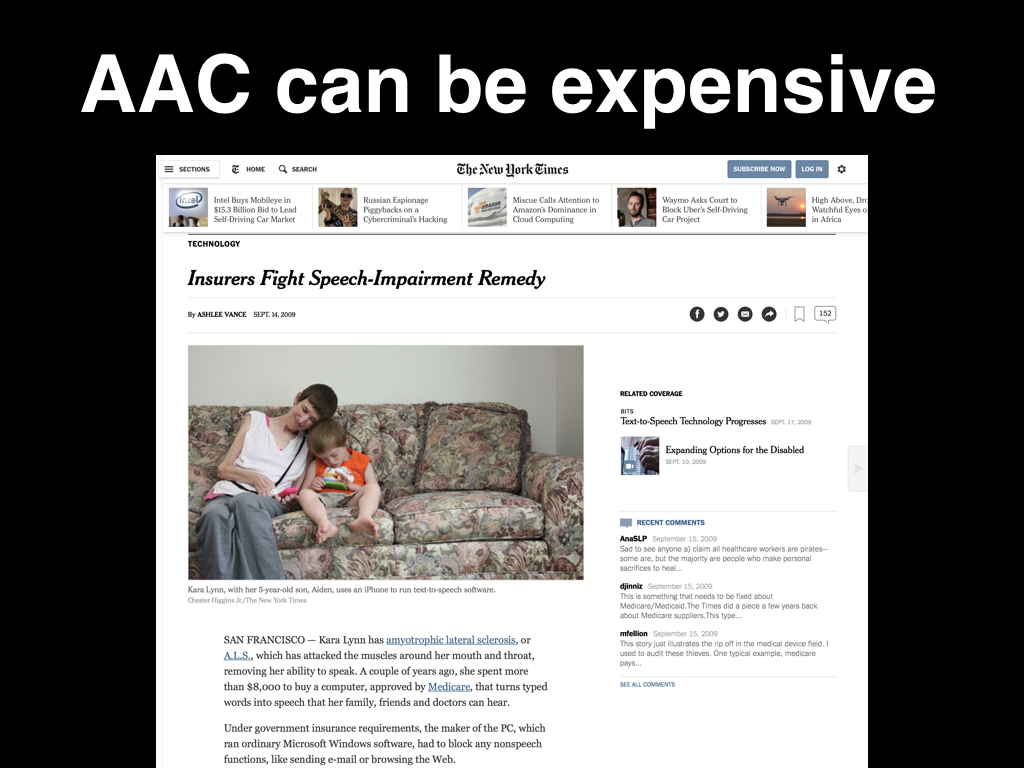 AAC can be expensive
SECTIONS HOME SEARCH The New York Times SUBSCRIBE NOW LOG IN
Intel Buys Mobileye in
$15.3 Billion Bid to Lead
Self-Driving Car Market
Russian Espionage
Piggybacks on a
Cybercriminal's Hacking
Miscue Calls Attention to
Amazon's Dominance in
Cloud Computing
Waymo Asks Court to
Block Uber's Self-Driving
Car Project
High Above, Dro
Watchful Eyes o
in Africa
TECHNOLOGY
Insurers Fight Speech-Impairment Remedy
By ASHLEE VANCE SEPT. 14, 2009
152
Kara Lynn, with her 5-year-old son, Aiden, uses an iPhone to run text-to-speech software.
Chester Higgins Jr./The New York Times
SAN FRANCISCO — Kara Lynn has amyotrophic lateral sclerosis, or
A.L.S., which has attacked the muscles around her mouth and throat,
removing her ability to speak. A couple of years ago, she spent more
than $8,000 to buy a computer, approved by Medicare, that turns typed
words into speech that her family, friends and doctors can hear.
Under government insurance requirements, the maker of the PC, which
ran ordinary Microsoft Windows software, had to block any nonspeech
functions, like sending e-mail or browsing the Web.
RELATED COVERAGE
BITS
Text-to-Speech Technology Progresses SEPT. 17, 2009
Expanding Options for the Disabled
SEPT. 10, 2009
RECENT COMMENTS
AnaSLP September 15, 2009
Sad to see anyone a) claim all healthcare workers are pirates--
some are, but the majority are people who make personal
sacrifices to heal...
djinniz September 15, 2009
This is something that needs to be fixed about
Medicare/Medicaid.The Times did a piece a few years back
about Medicare suppliers.This type...
mfellion September 15, 2009
This story just illustrates the rip off in the medical device field. I
used to audit these thieves. One typical example, medicare
pays...
SEE ALL COMMENTS